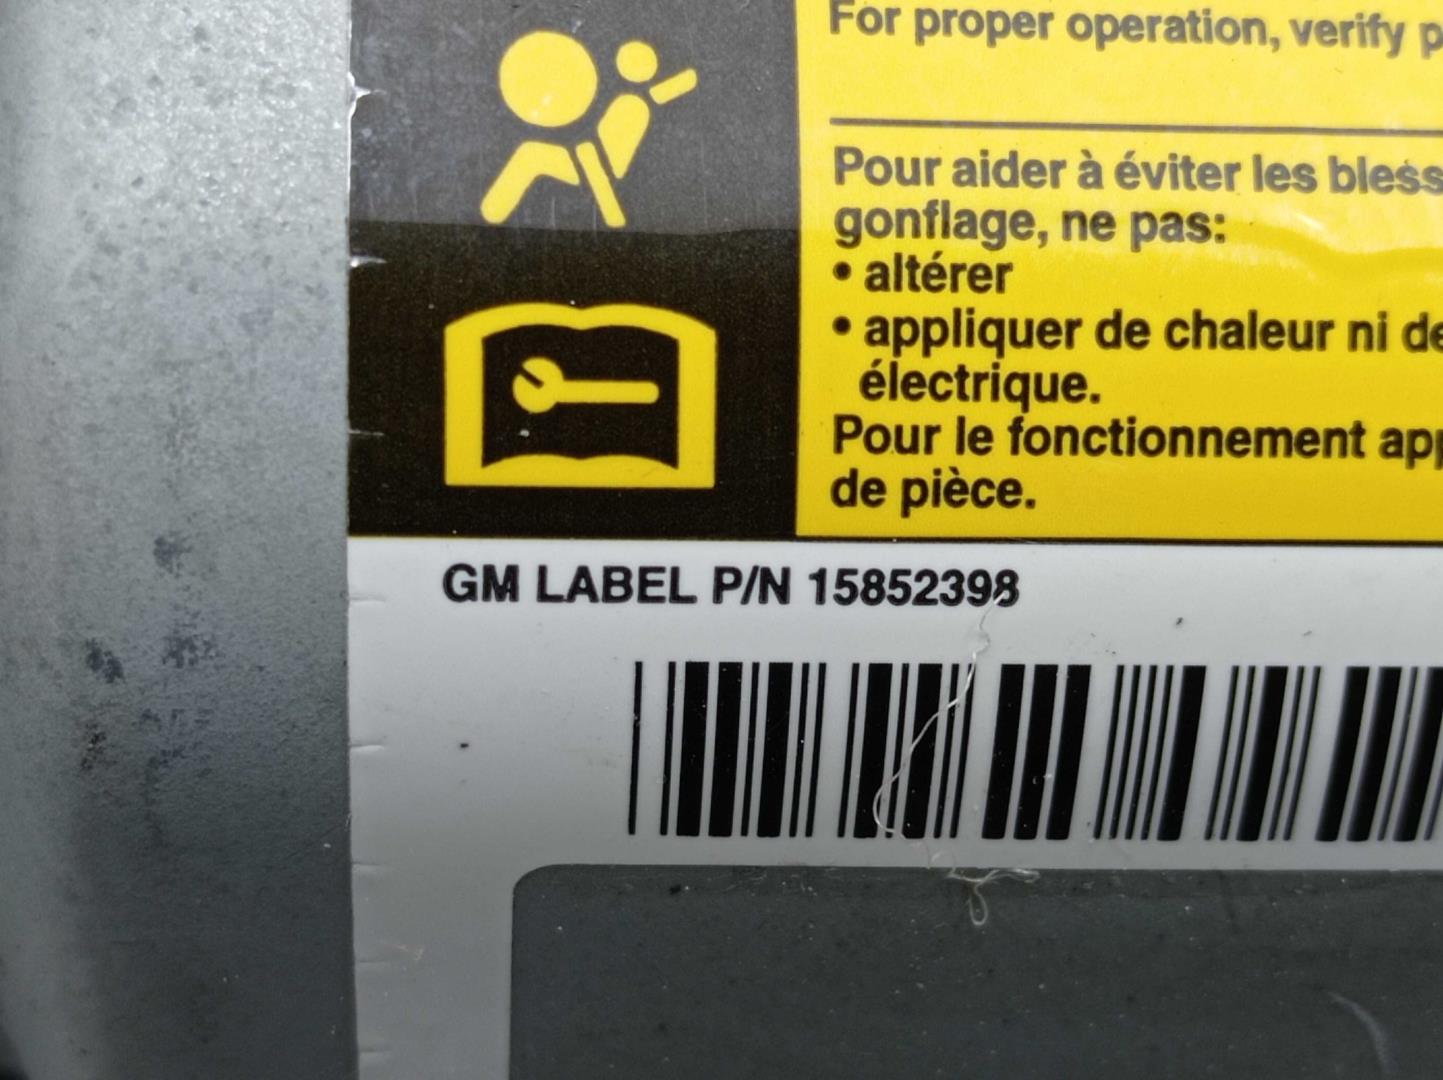 For proper operation, verify
Pour aider à éviter les
gonflage, ne pas:
• altérer
• appliquer de chaleur ni
électrique.
Pour le fonctionnement
de pièce.
GM LABEL P/N 15852398